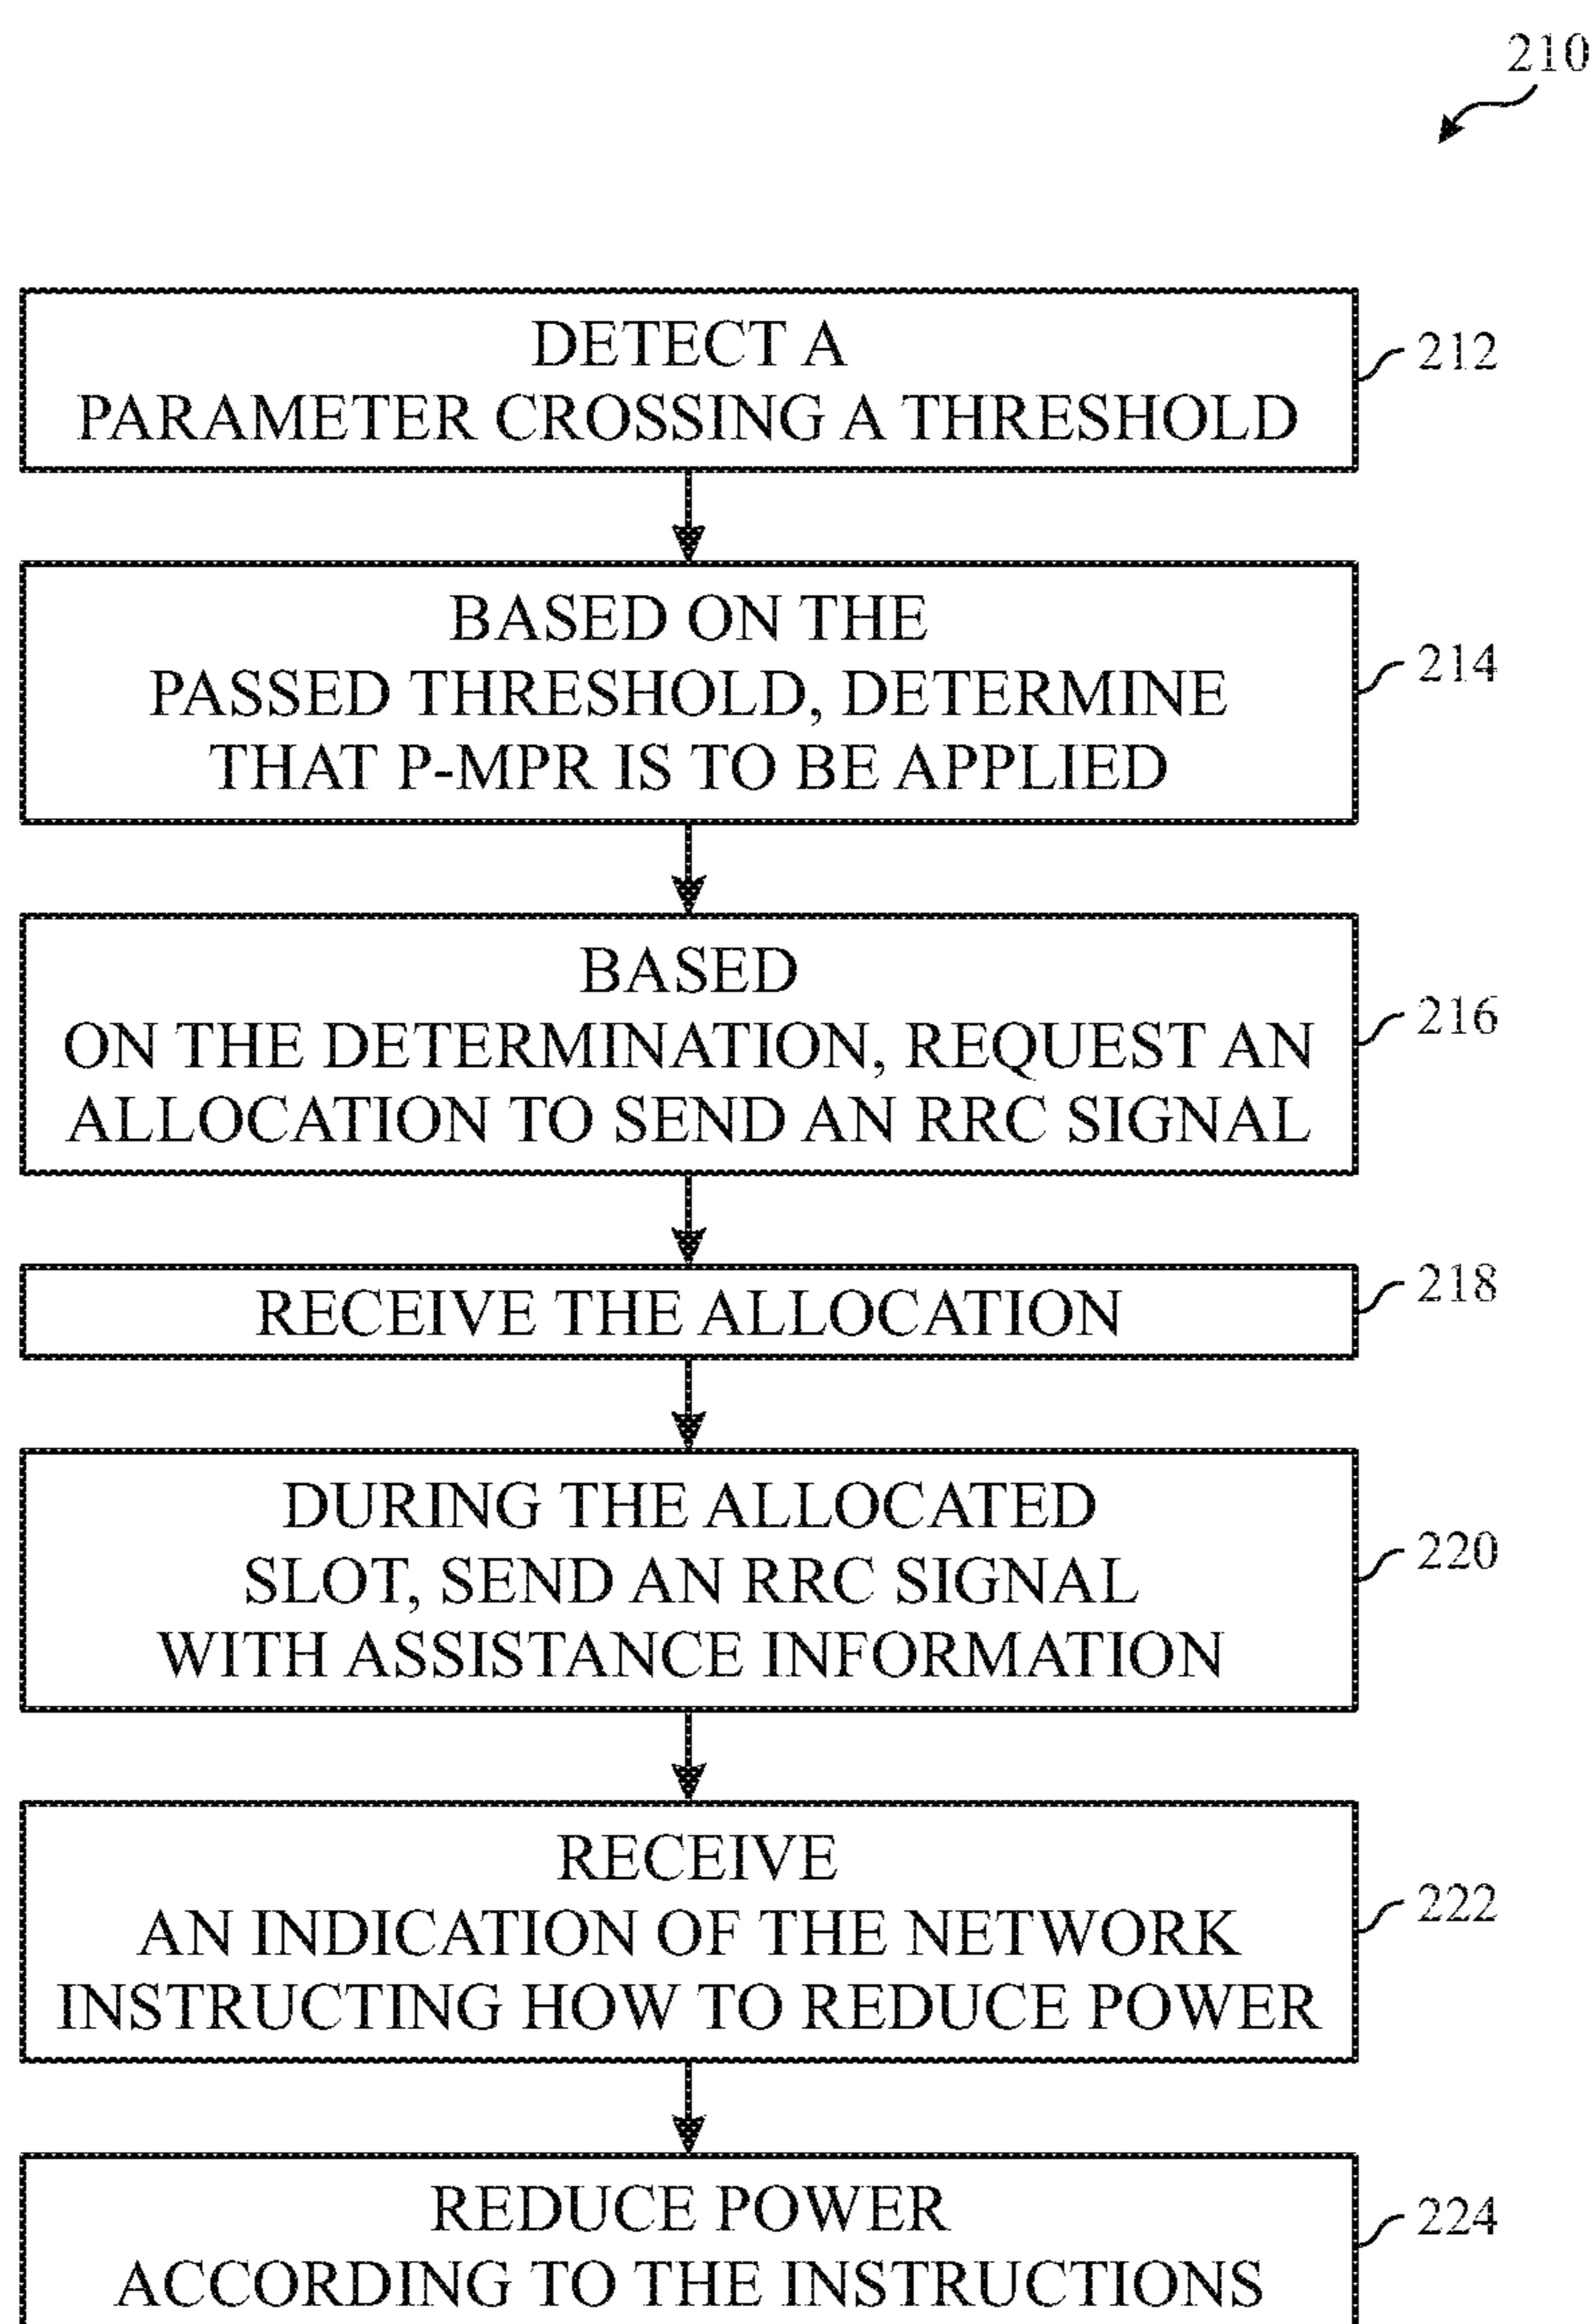 210
DETECT A
PARAMETER CROSSING A THRESHOLD
212
BASED ON THE
PASSED THRESHOLD, DETERMINE
THAT P-MPR IS TO BE APPLIED
214
BASED
ON THE DETERMINATION, REQUEST AN
ALLOCATION TO SEND AN RRC SIGNAL
216
RECEIVE THE ALLOCATION
218
DURING THE ALLOCATED
SLOT, SEND AN RRC SIGNAL
WITH ASSISTANCE INFORMATION
220
RECEIVE
AN INDICATION OF THE NETWORK
INSTRUCTING HOW TO REDUCE POWER
222
REDUCE POWER
ACCORDING TO THE INSTRUCTIONS
224